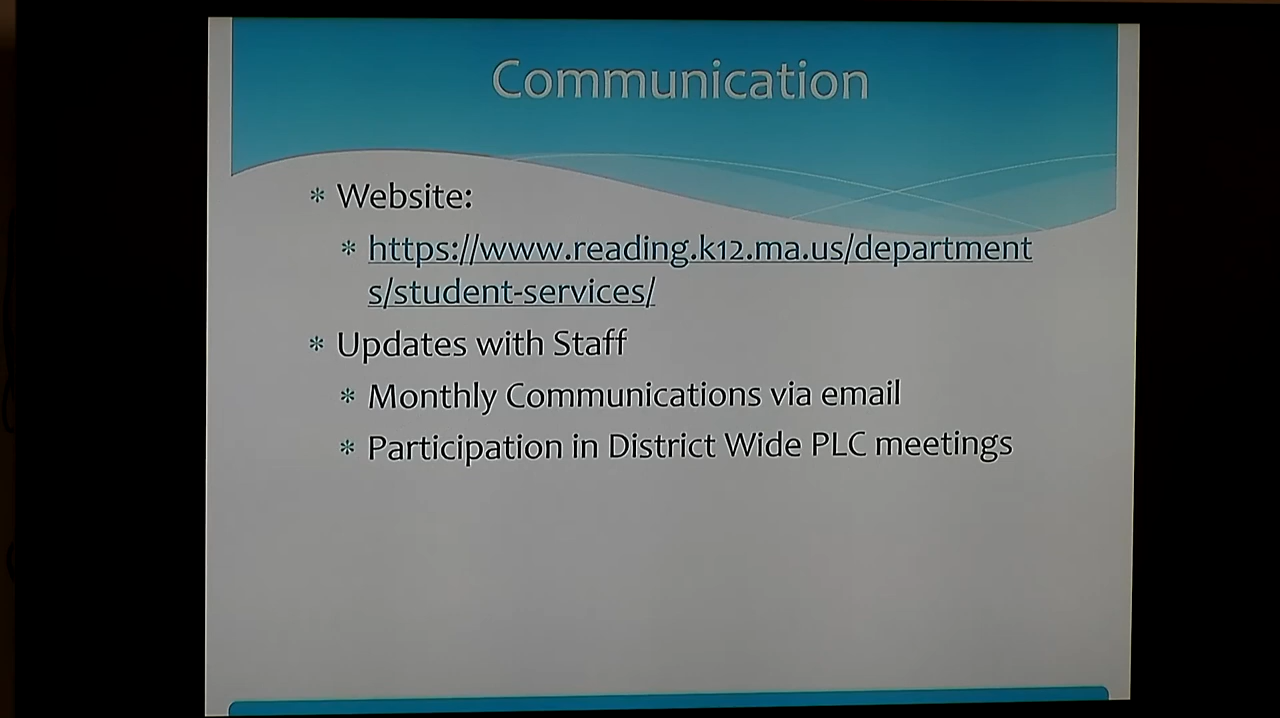 Communication
* Website:
* https://www.reading.k12.ma.us/department
s/student-services/
* Updates with Staff
* Monthly Communications via email
* Participation in District Wide PLC meetings